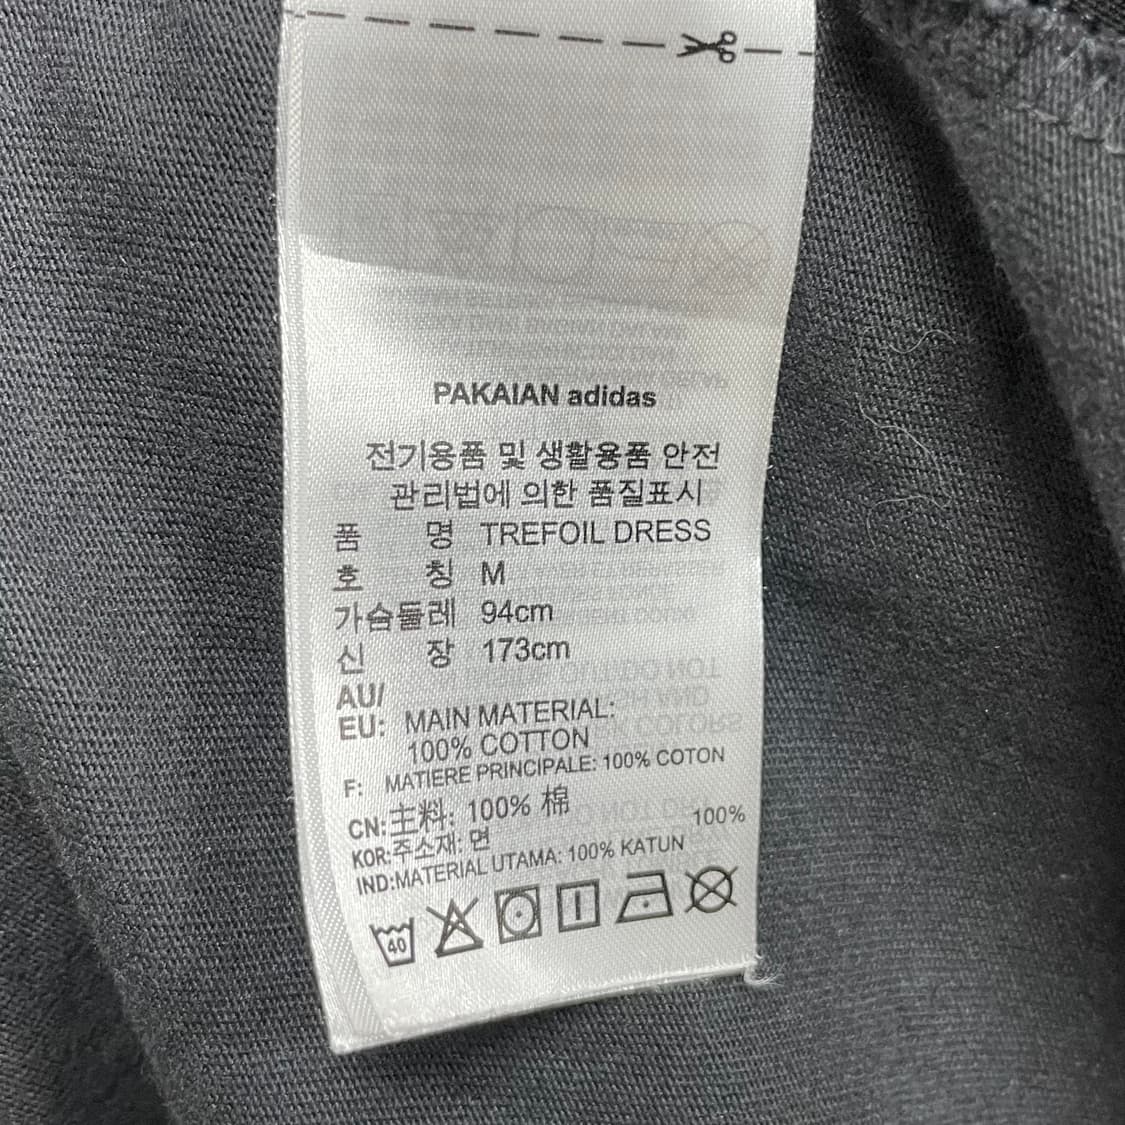 PAKAIAN adidas
전기용품 및 생활용품 안전
관리법에 의한 품질표시
품 명 TREFOIL DRESS
호 칭 M
가슴둘레 94cm
신 장 173cm
AU/
EU: MAIN MATERIAL:
100% COTTON
F: MATIERE PRINCIPALE: 100% COTON
CN:主料: 100% 棉
KOR:주소재: 면 100%
IND:MATERIAL UTAMA: 100% KATUN
40